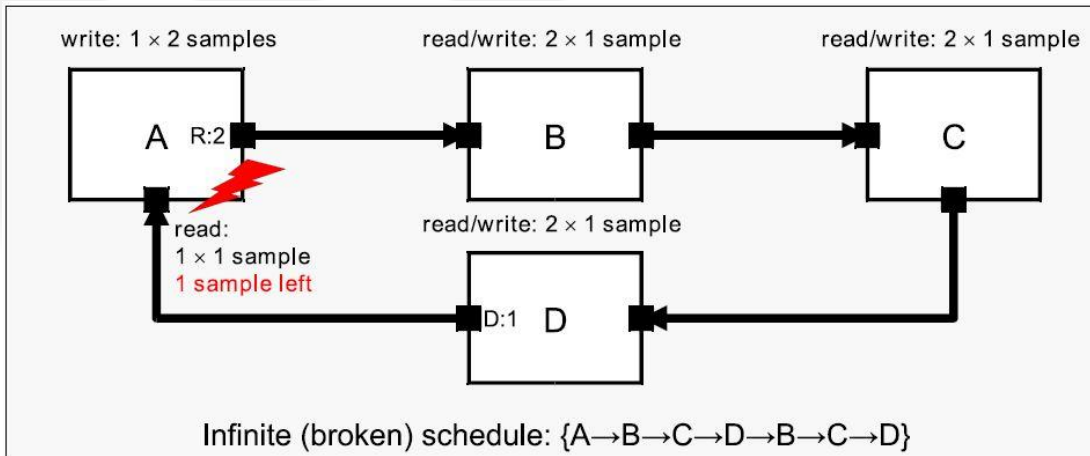 write: 1 × 2 samples
read/write: 2 × 1 sample
read/write: 2 × 1 sample
A
R:2
B
C
read:
1 × 1 sample
1 sample left
read/write: 2 × 1 sample
D:1
D
Infinite (broken) schedule: {A→B→C→D→B→C→D}